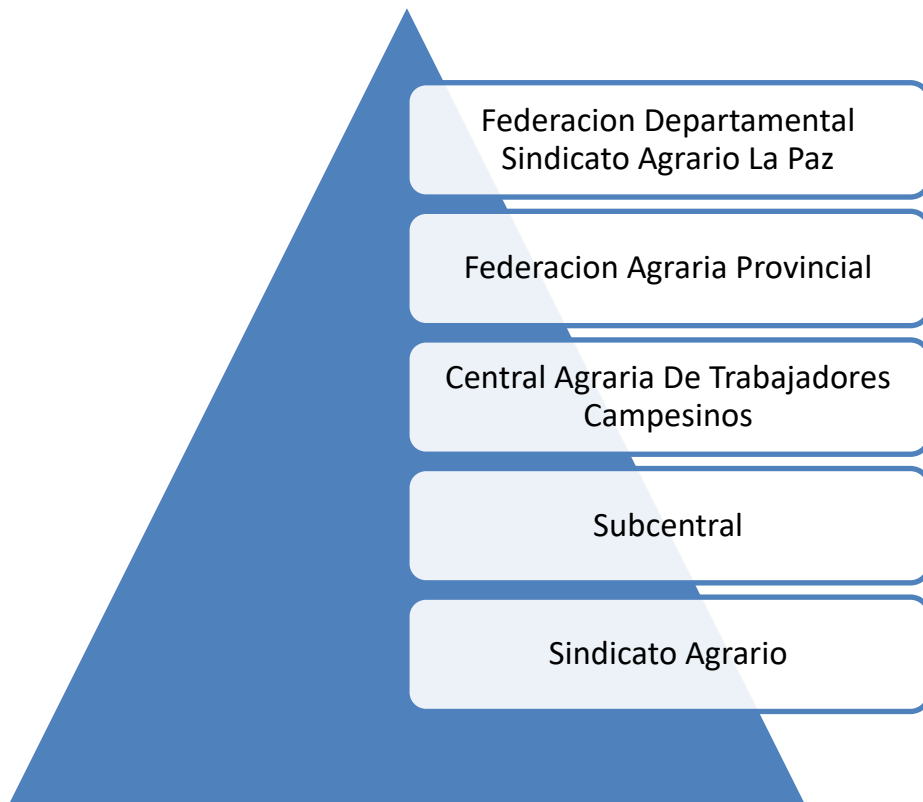 Federacion Departamental
Sindicato Agrario La Paz
Federacion Agraria Provincial
Central Agraria De Trabajadores
Campesinos
Subcentral
Sindicato Agrario